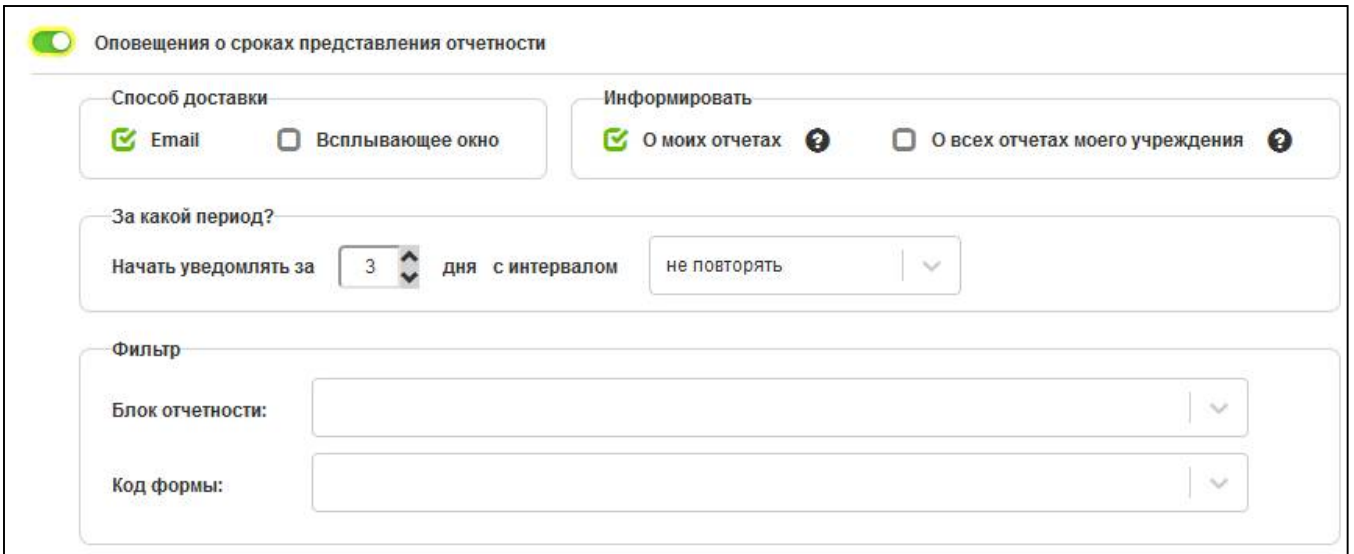 Оповещения о сроках представления отчетности
Способ доставки
Информировать
Email Всплывающее окно
О моих отчетах ? О всех отчетах моего учреждения ?
За какой период?
Начать уведомлять за 3 дня с интервалом не повторять
Фильтр
Блок отчетности:
Код формы: